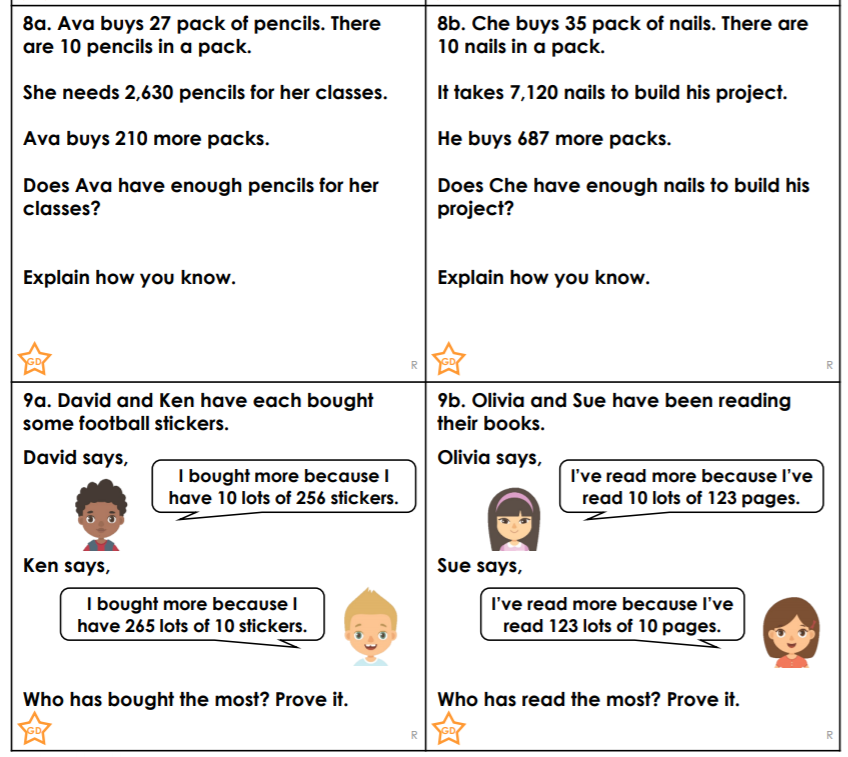 8a. Ava buys 27 pack of pencils. There
are 10 pencils in a pack.
She needs 2,630 pencils for her classes.
Ava buys 210 more packs.
Does Ava have enough pencils for her
classes?
Explain how you know.
GD
R
8b. Che buys 35 pack of nails. There are
10 nails in a pack.
It takes 7,120 nails to build his project.
He buys 687 more packs.
Does Che have enough nails to build his
project?
Explain how you know.
GD
R
9a. David and Ken have each bought
some football stickers.
David says,
I bought more because I
have 10 lots of 256 stickers.
Ken says,
I bought more because I
have 265 lots of 10 stickers.
Who has bought the most? Prove it.
GD
R
9b. Olivia and Sue have been reading
their books.
Olivia says,
I've read more because I've
read 10 lots of 123 pages.
Sue says,
I've read more because I've
read 123 lots of 10 pages.
Who has read the most? Prove it.
GD
R